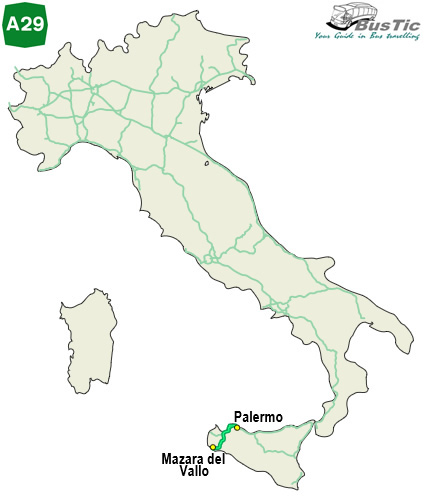 A29
BusTic
Your Guide in Bus travelling
Palermo
Mazara del
Vallo